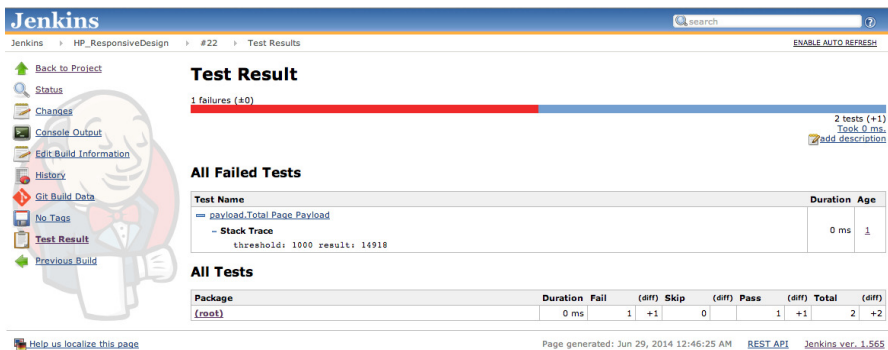 Jenkins
search
Jenkins HP_ResponsiveDesign #22 Test Results
ENABLE AUTO REFRESH
Back to Project
Status
Changes
Console Output
Edit Build Information
History
Git Build Data
No Tags
Test Result
Previous Build
Test Result
1 failures (±0)
2 tests (+1)
Took 0 ms.
add description
All Failed Tests
Test Name Duration Age
payload.Total Page Payload 0 ms 1
– Stack Trace
threshold: 1000 result: 14918
All Tests
Package Duration Fail (diff) Skip (diff) Pass (diff) Total (diff)
(root) 0 ms 1 +1 0 1 +1 2 +2
Help us localize this page
Page generated: Jun 29, 2014 12:46:25 AM REST API Jenkins ver. 1.565